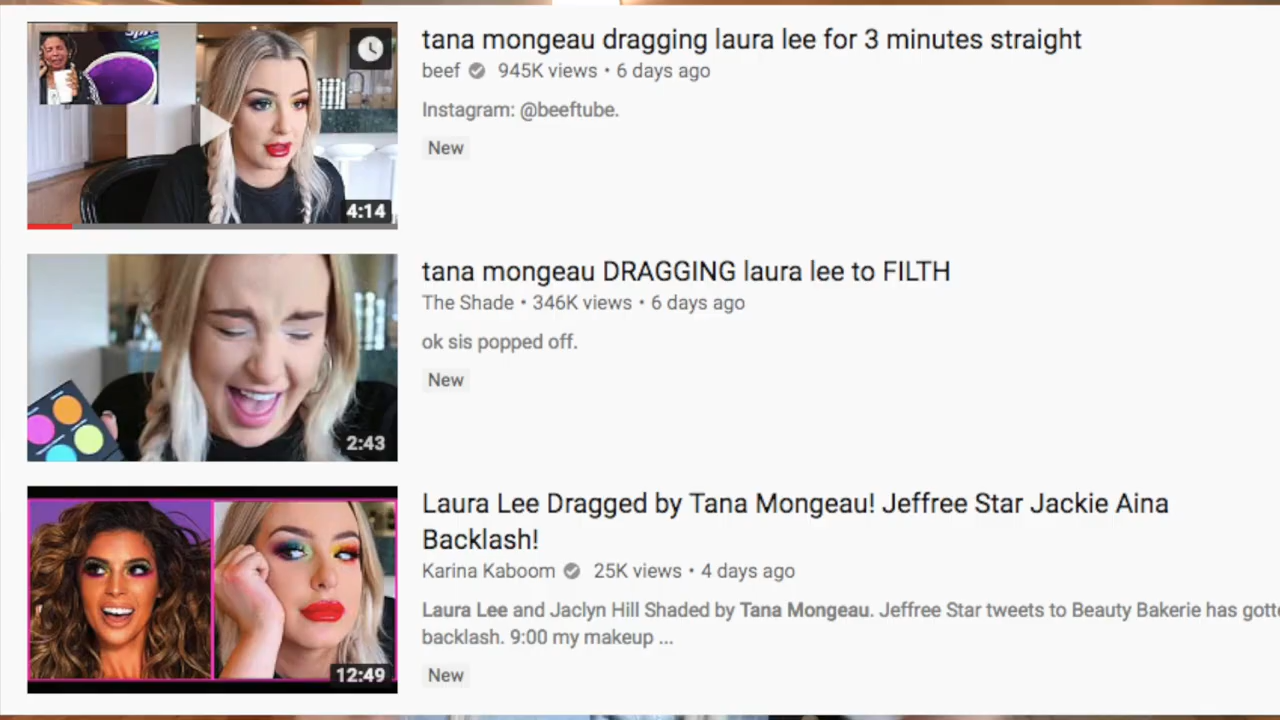 tana mongeau dragging laura lee for 3 minutes straight
beef 945K views • 6 days ago
Instagram: @beeftube.
New
4:14
tana mongeau DRAGGING laura lee to FILTH
The Shade • 346K views • 6 days ago
ok sis popped off.
New
2:43
Laura Lee Dragged by Tana Mongeau! Jeffree Star Jackie Aina
Backlash!
Karina Kaboom 25K views • 4 days ago
Laura Lee and Jaclyn Hill Shaded by Tana Mongeau. Jeffree Star tweets to Beauty Bakerie has gotte
backlash. 9:00 my makeup ...
New
12:49